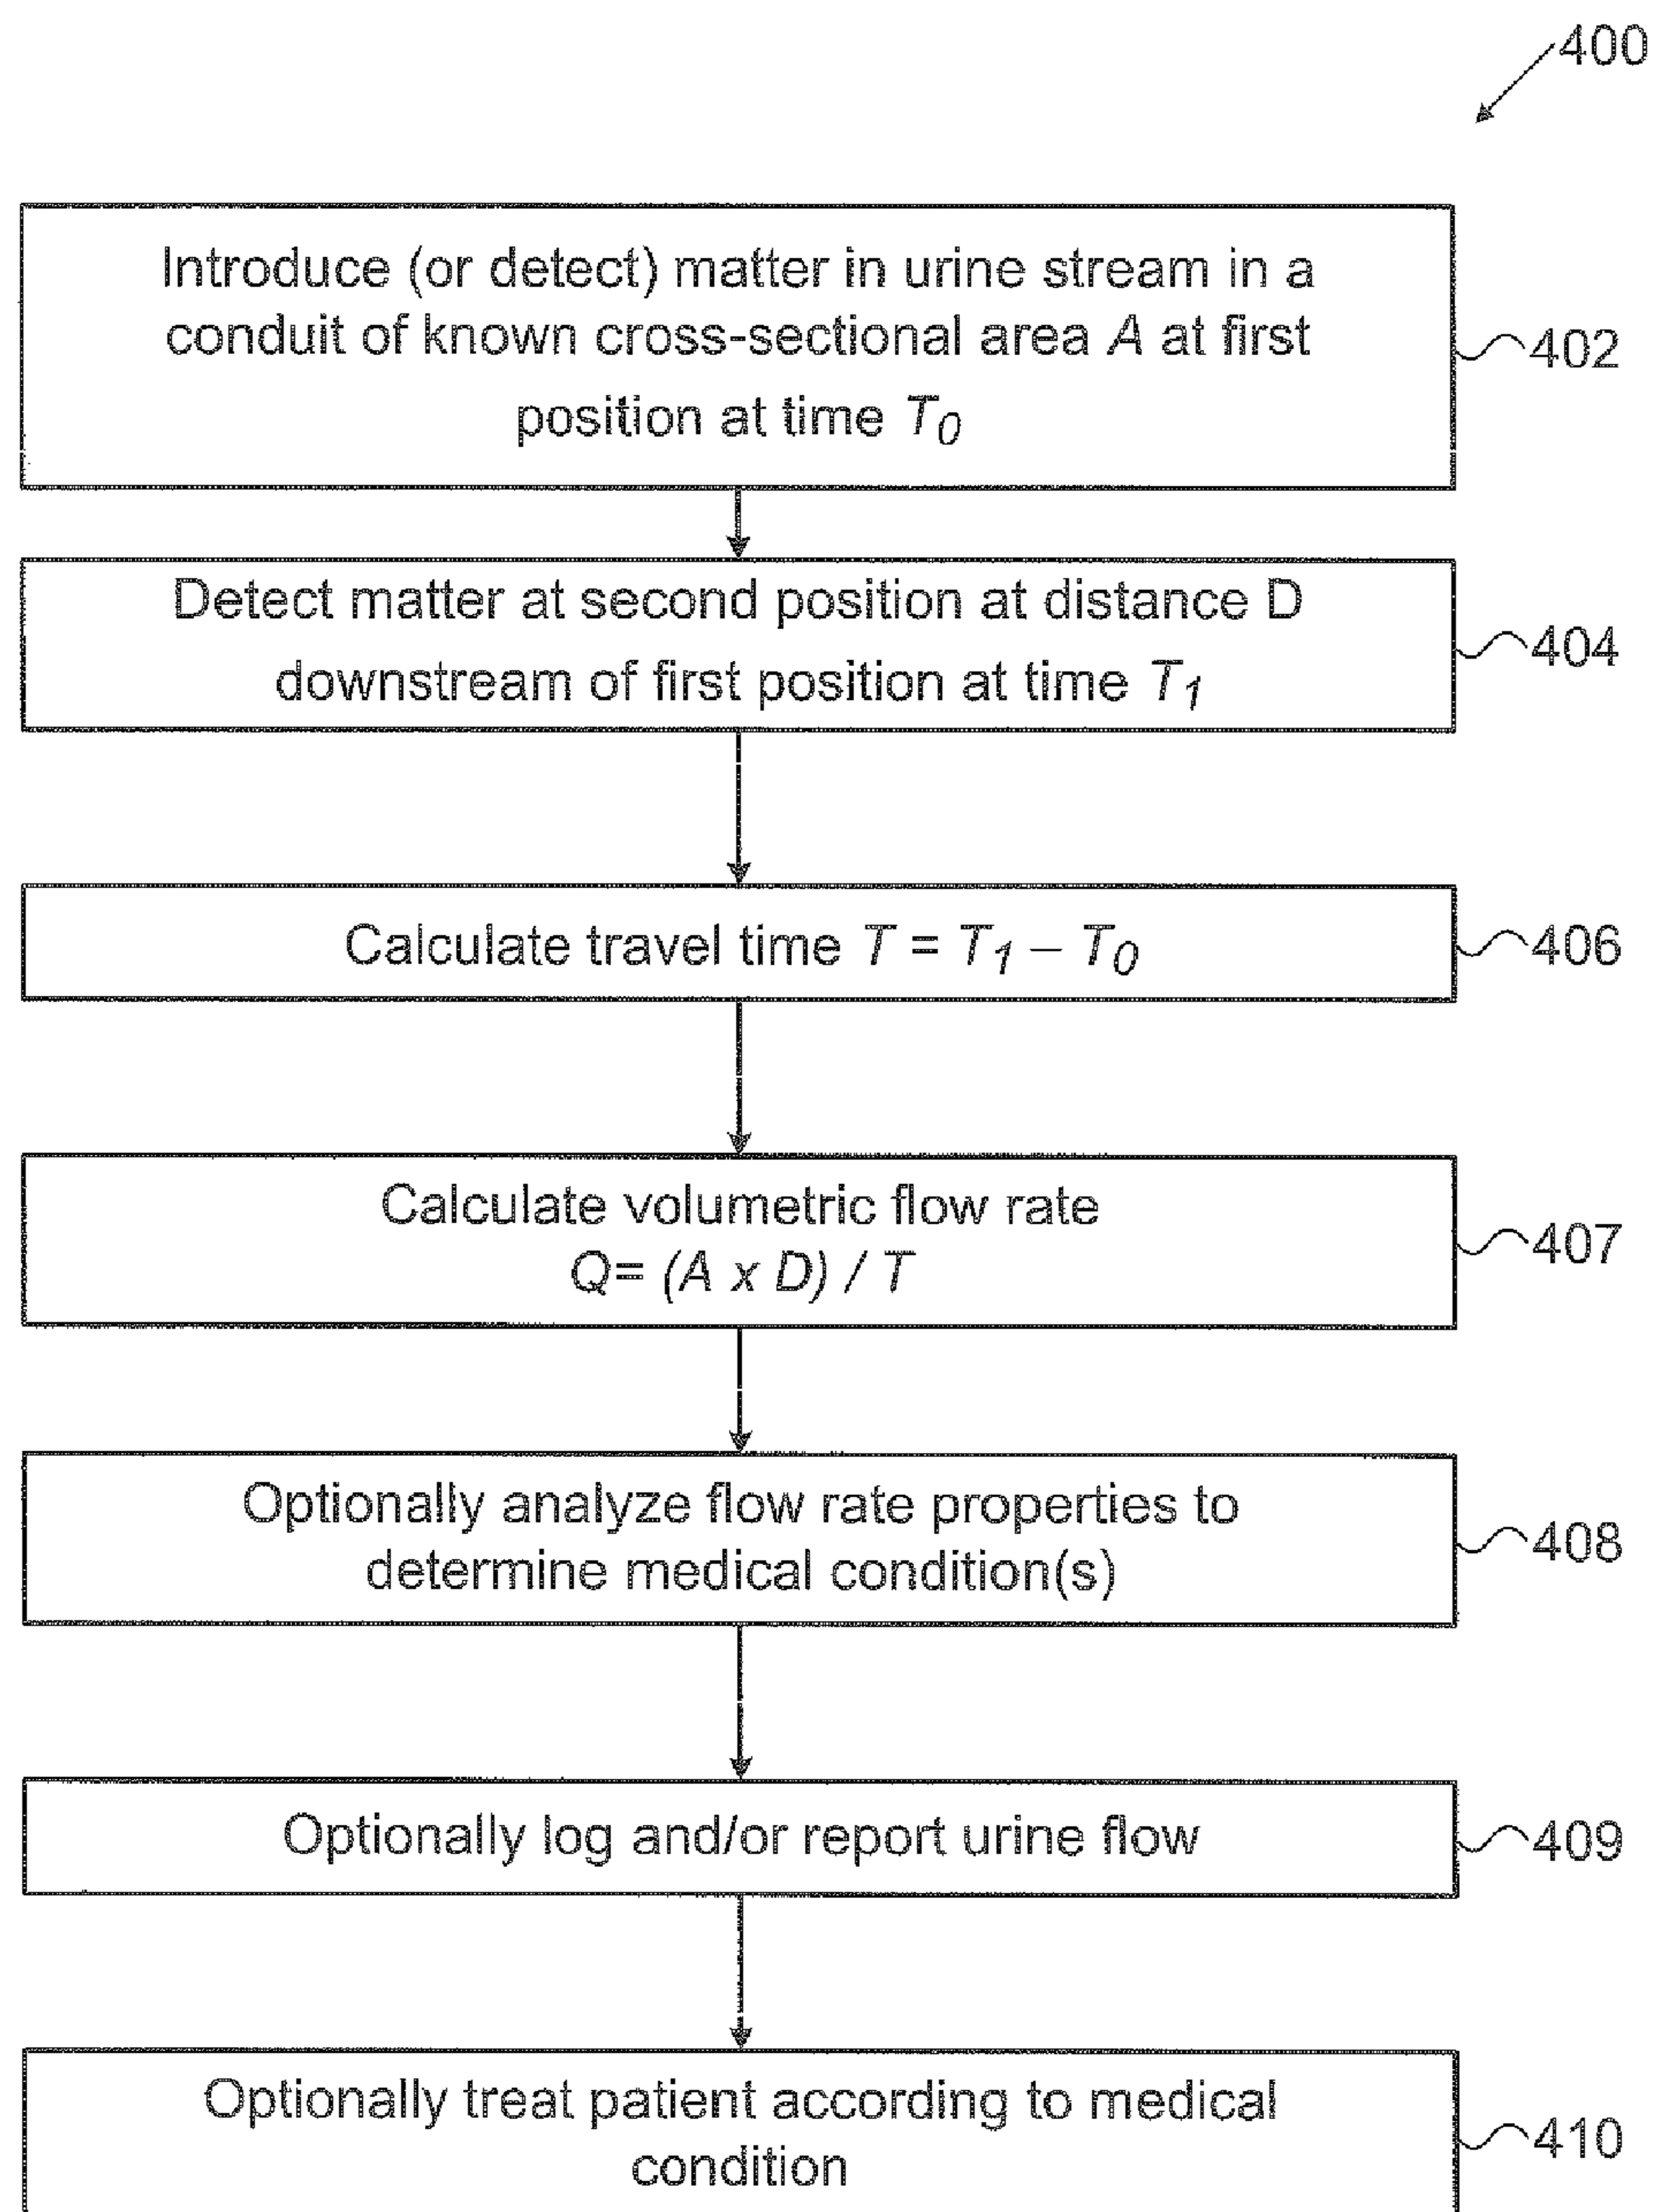 400
Introduce (or detect) matter in urine stream in a
conduit of known cross-sectional area A at first
position at time T0
402
Detect matter at second position at distance D
downstream of first position at time T1
404
Calculate travel time T = T1 – T0
406
Calculate volumetric flow rate
Q= (A x D) / T
407
Optionally analyze flow rate properties to
determine medical condition(s)
408
Optionally log and/or report urine flow
409
Optionally treat patient according to medical
condition
410